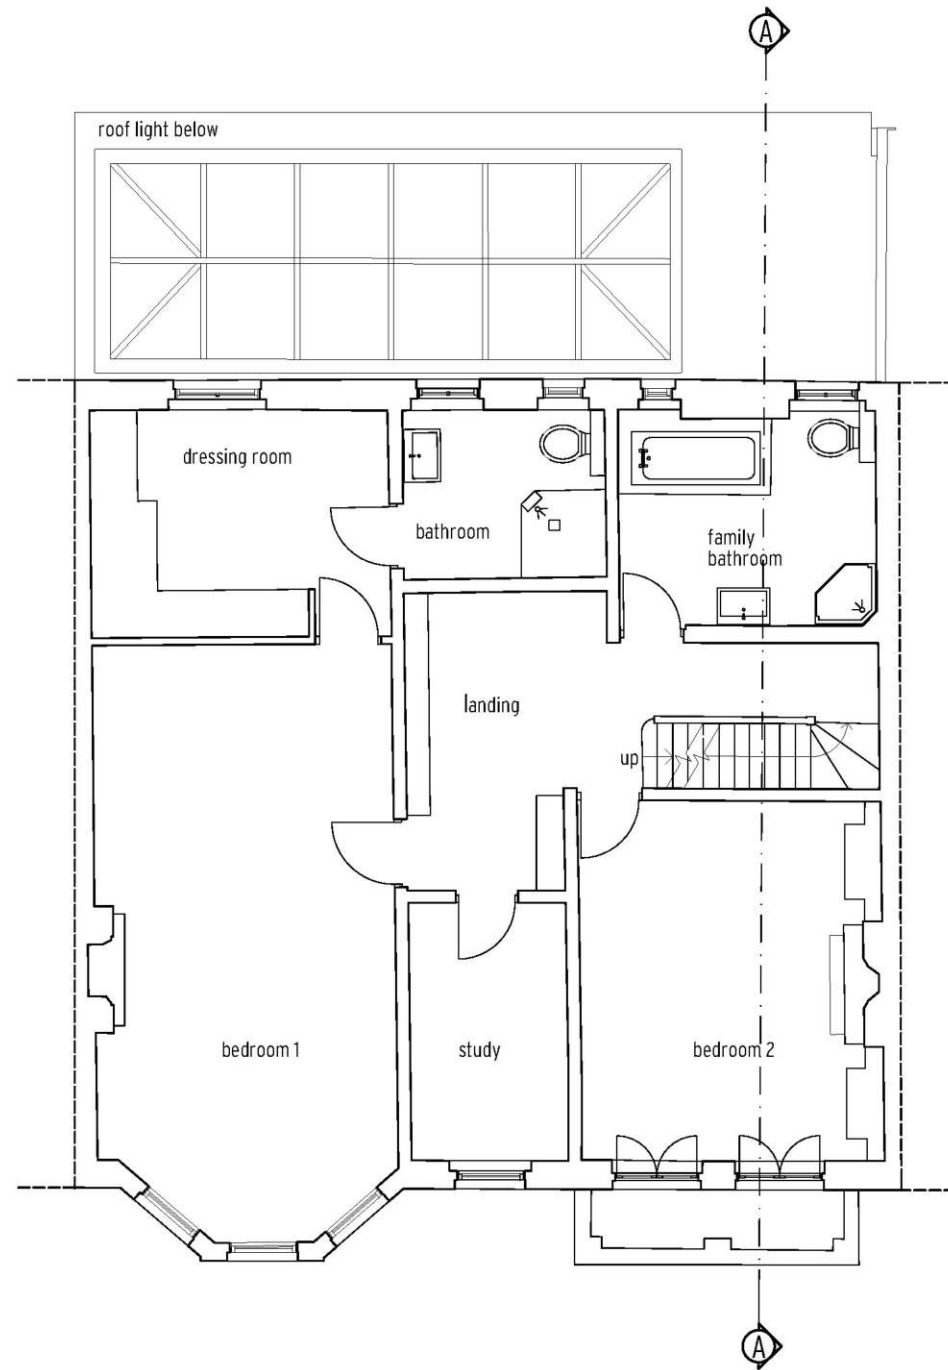 A
roof light below
dressing room
bathroom
family
bathroom
landing
up
bedroom 1
study
bedroom 2
A